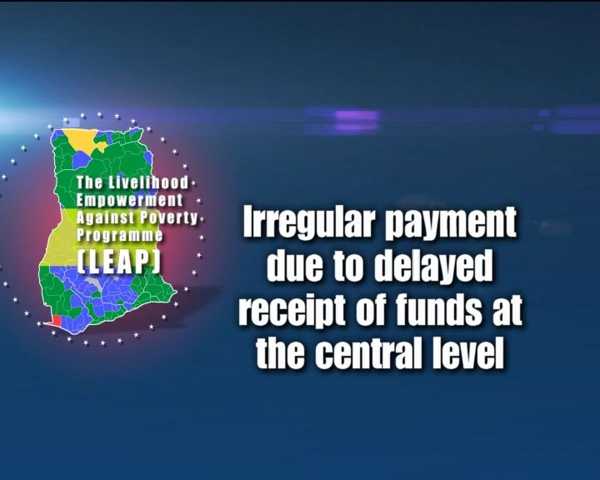 The Livelihood
Empowerment
Against Poverty
Programme
(LEAP)
Irregular payment
due to delayed
receipt of funds at
the central level